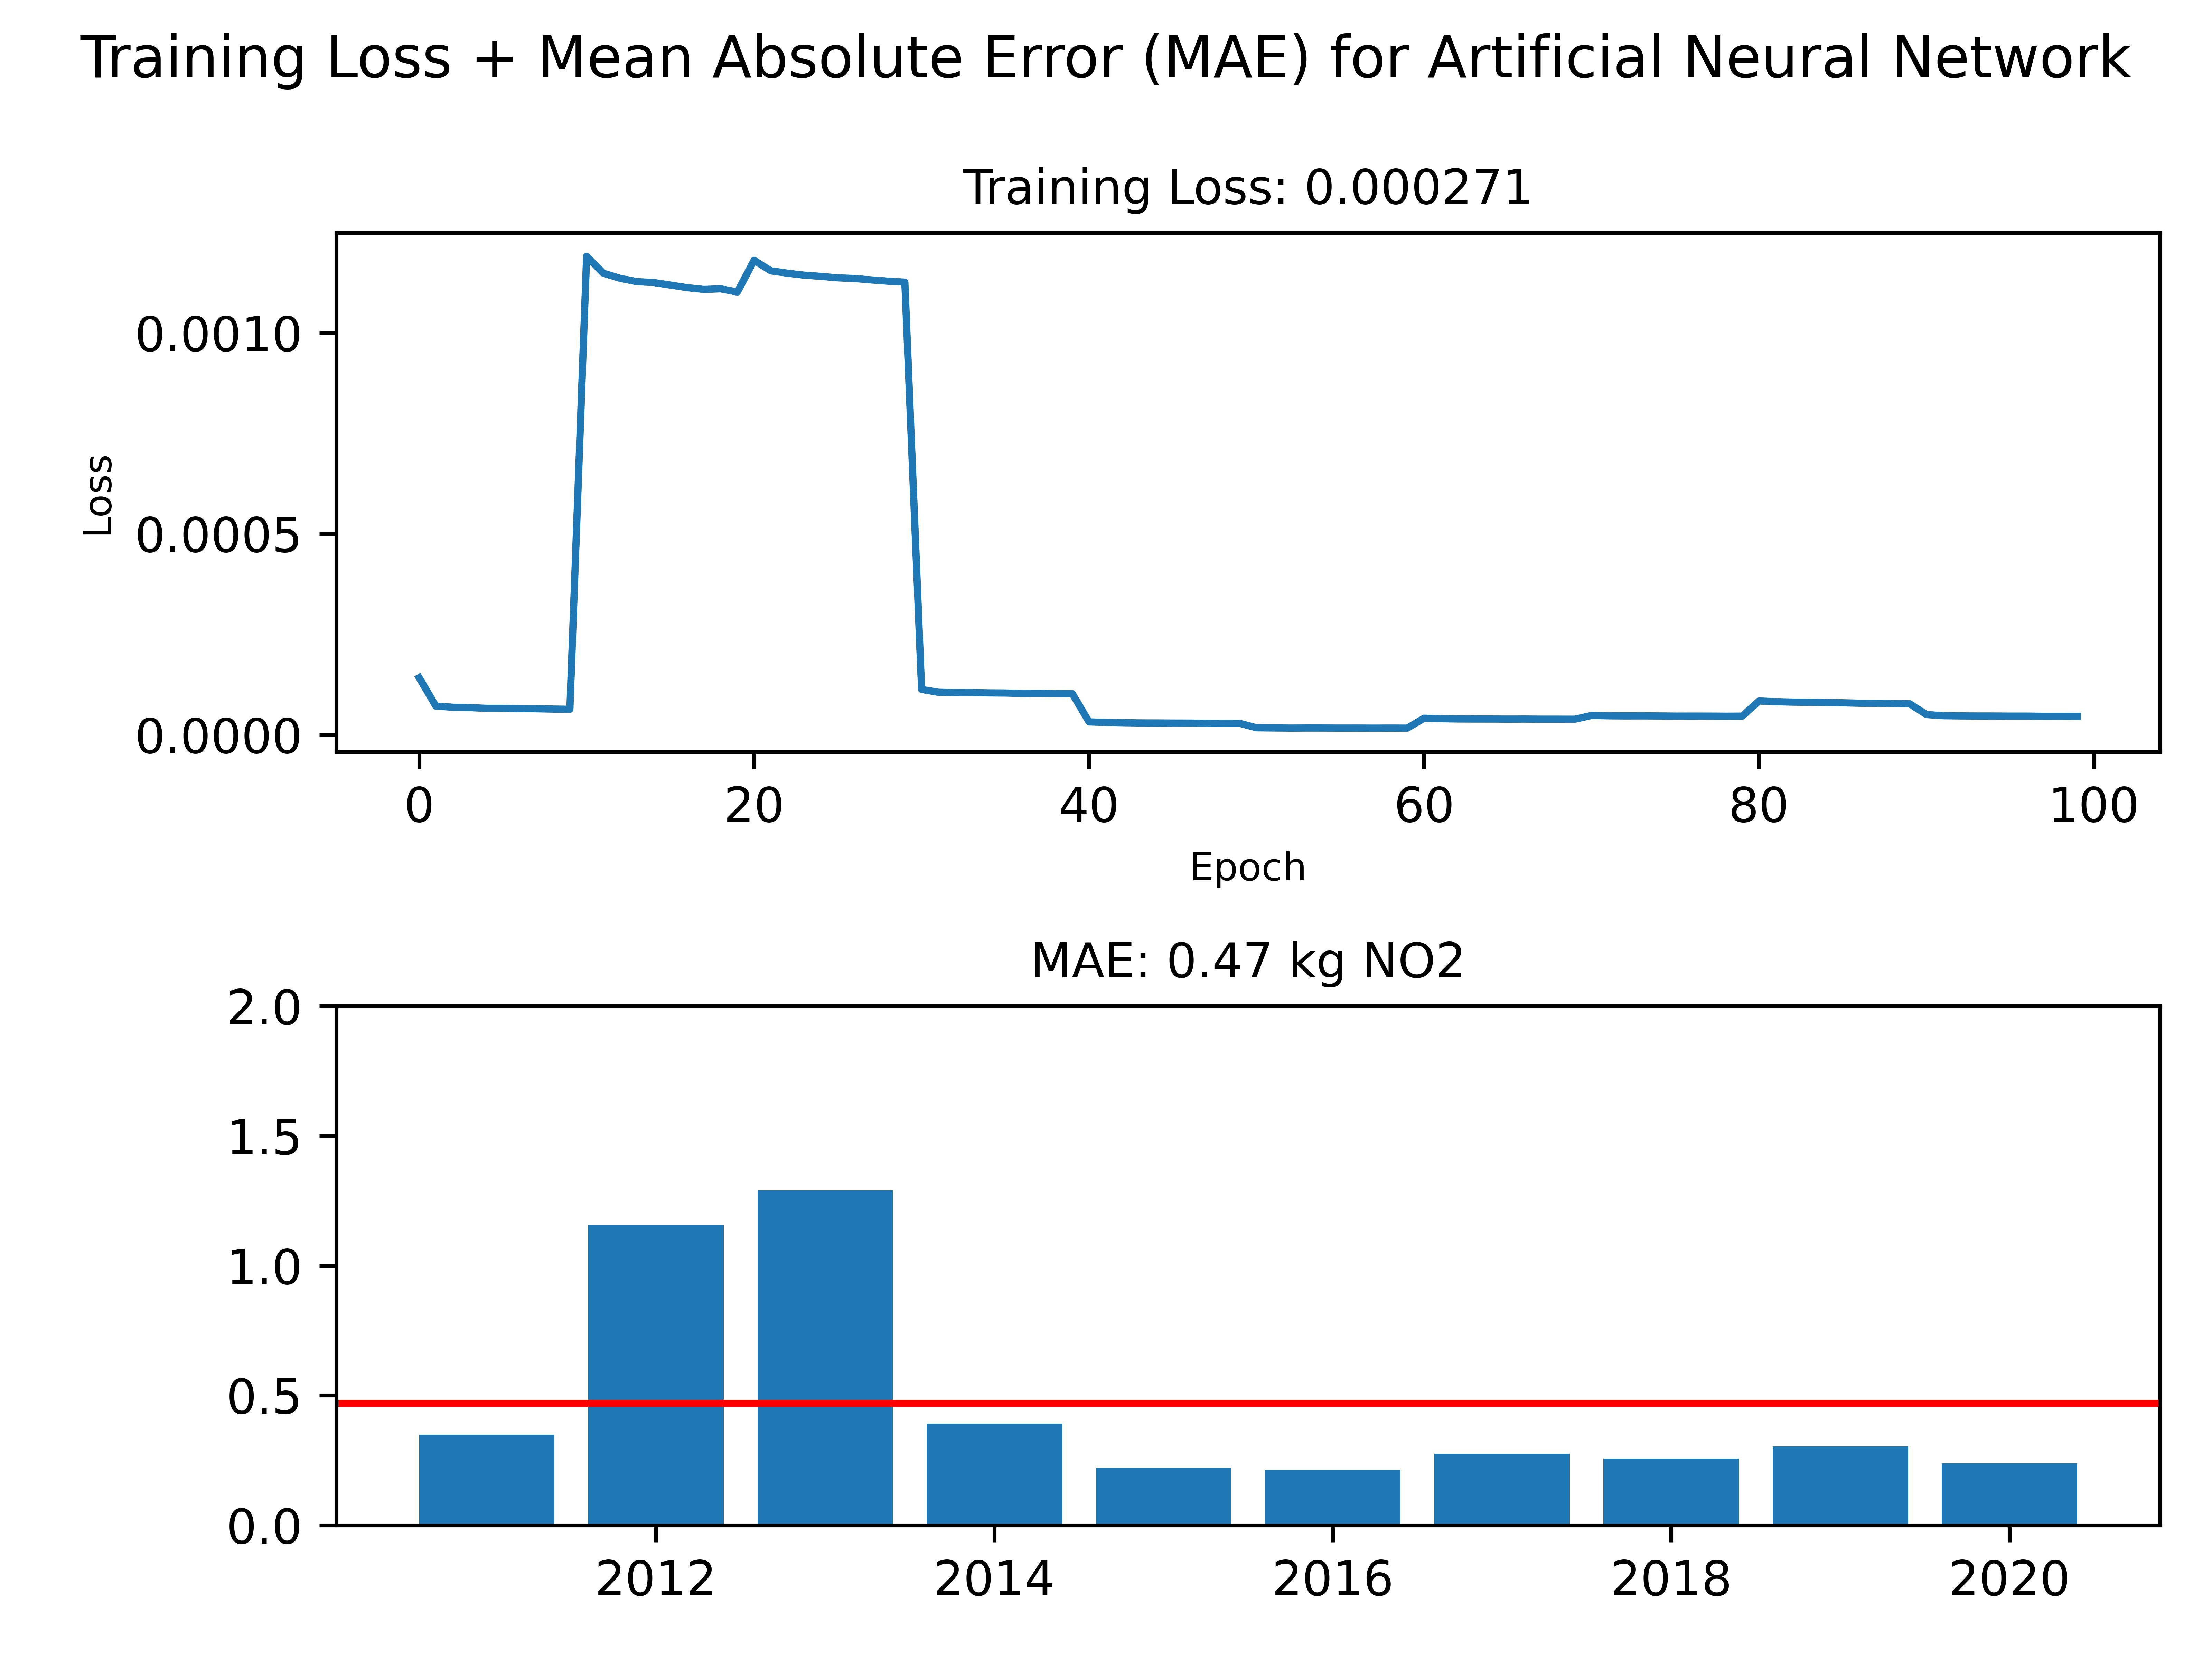 Training Loss + Mean Absolute Error (MAE) for Artificial Neural Network
Training Loss: 0.000271
0.0010
0.0005
0.0000
Loss
0 20 40 60 80 100
Epoch
MAE: 0.47 kg NO2
2.0
1.5
1.0
0.5
0.0
2012 2014 2016 2018 2020